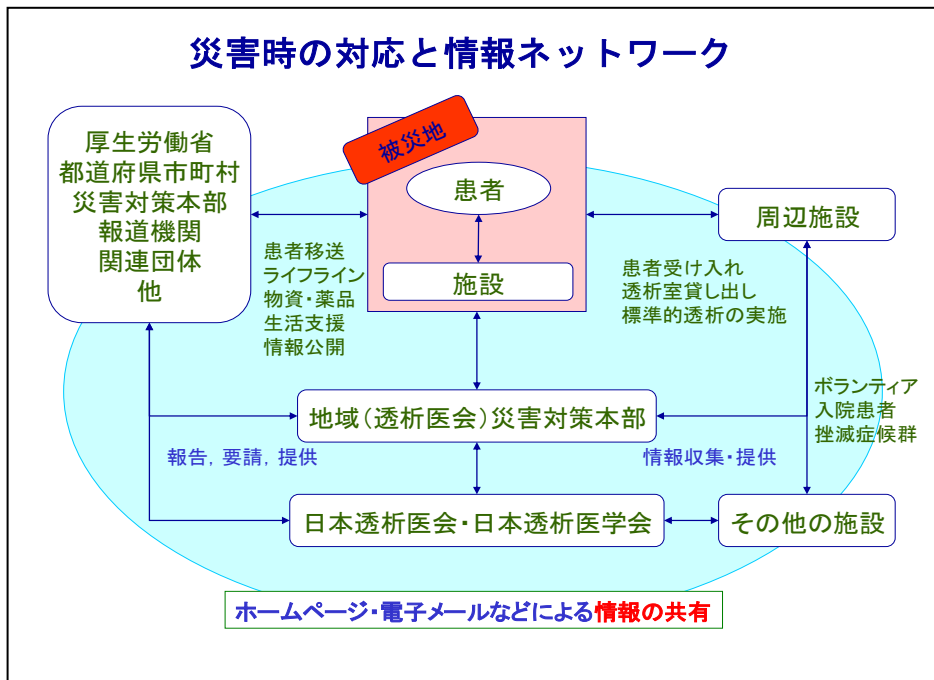 災害時の対応と情報ネットワーク
厚生労働省
都道府県市町村
災害対策本部
報道機関
関連団体
他
被災地
患者
施設
周辺施設
患者移送
ライフライン
物資・薬品
生活支援
情報公開
患者受け入れ
透析室貸し出し
標準的透析の実施
ボランティア
入院患者
挫滅症候群
地域(透析医会)災害対策本部
報告, 要請, 提供
情報収集・提供
日本透析医会・日本透析医学会
その他の施設
ホームページ・電子メールなどによる情報の共有